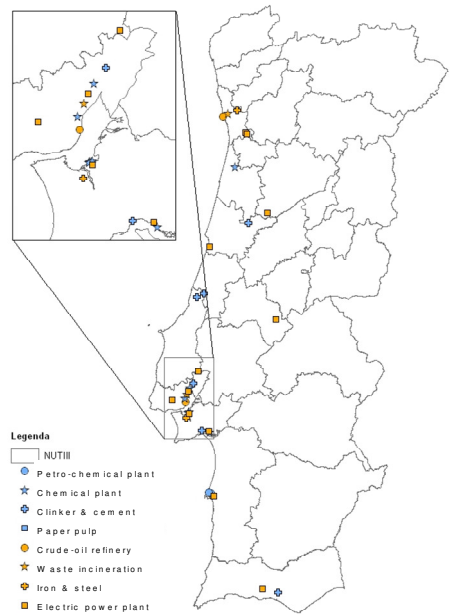 Legenda
NUTIII
Petro-chemical plant
Chemical plant
Clinker & cement
Paper pulp
Crude-oil refinery
Waste incineration
Iron & steel
Electric power plant